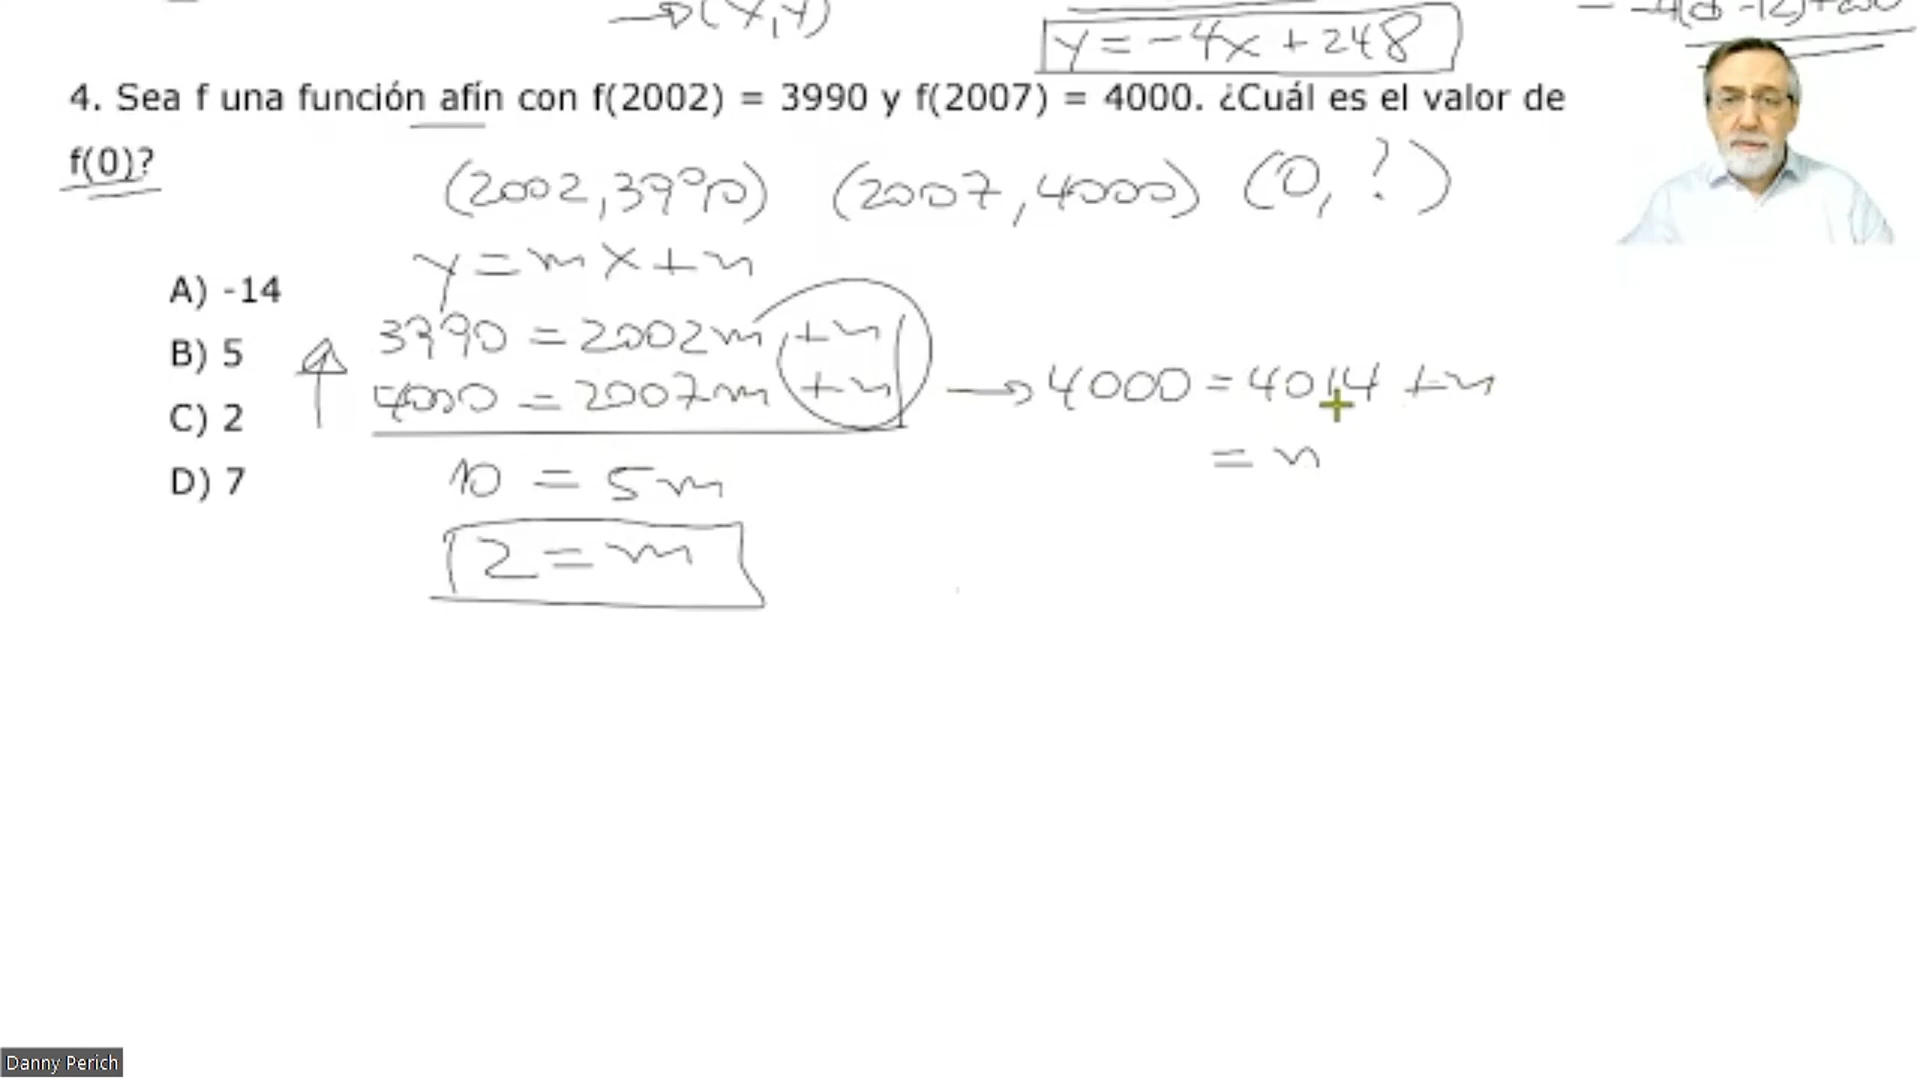 →(x,y)
y = -4x + 248
4. Sea f una función afín con f(2002) = 3990 y f(2007) = 4000. ¿Cuál es el valor de
f(0)?
(2002,3990) (2007,4000) (0, ?)
y = mx + n
A) -14
B) 5
C) 2
D) 7
3990 = 2002m + n
4000 = 2007m + n → 4000 = 4014 + n
= n
10 = 5m
2 = m
Danny Perich